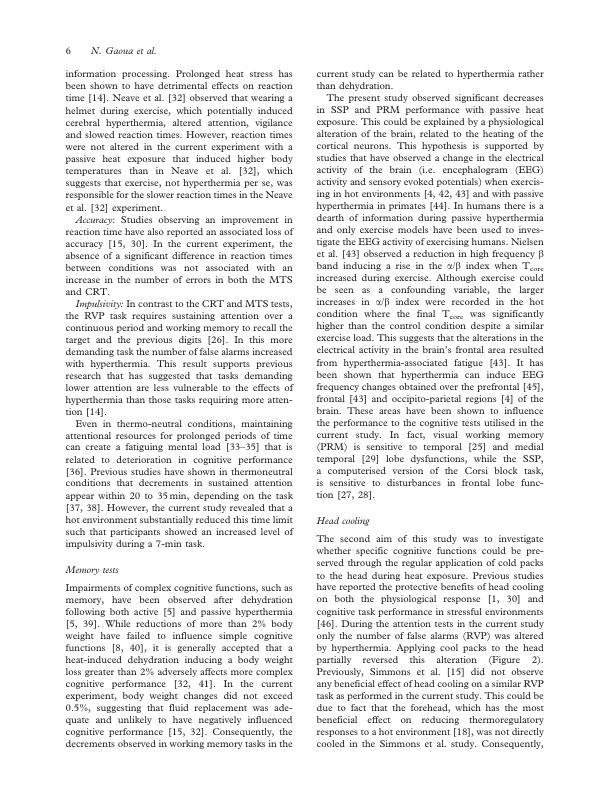 6 N. Gaoua et al.
information processing. Prolonged heat stress has
been shown to have detrimental effects on reaction
time [14]. Neave et al. [32] observed that wearing a
helmet during exercise, which potentially induced
cerebral hyperthermia, altered attention, vigilance
and slowed reaction times. However, reaction times
were not altered in the current experiment with a
passive heat exposure that induced higher body
temperatures than in Neave et al. [32], which
suggests that exercise, not hyperthermia per se, was
responsible for the slower reaction times in the Neave
et al. [32] experiment.
Accuracy: Studies observing an improvement in
reaction time have also reported an associated loss of
accuracy [15, 30]. In the current experiment, the
absence of a significant difference in reaction times
between conditions was not associated with an
increase in the number of errors in both the MTS
and CRT.
Impulsivity: In contrast to the CRT and MTS tests,
the RVP task requires sustaining attention over a
continuous period and working memory to recall the
target and the previous digits [26]. In this more
demanding task the number of false alarms increased
with hyperthermia. This result supports previous
research that has suggested that tasks demanding
lower attention are less vulnerable to the effects of
hyperthermia than those tasks requiring more atten-
tion [14].
Even in thermo-neutral conditions, maintaining
attentional resources for prolonged periods of time
can create a fatiguing mental load [33–35] that is
related to deterioration in cognitive performance
[36]. Previous studies have shown in thermoneutral
conditions that decrements in sustained attention
appear within 20 to 35 min, depending on the task
[37, 38]. However, the current study revealed that a
hot environment substantially reduced this time limit
such that participants showed an increased level of
impulsivity during a 7-min task.
Memory tests
Impairments of complex cognitive functions, such as
memory, have been observed after dehydration
following both active [5] and passive hyperthermia
[5, 39]. While reductions of more than 2% body
weight have failed to influence simple cognitive
functions [8, 40], it is generally accepted that a
heat-induced dehydration inducing a body weight
loss greater than 2% adversely affects more complex
cognitive performance [32, 41]. In the current
experiment, body weight changes did not exceed
0.5%, suggesting that fluid replacement was ade-
quate and unlikely to have negatively influenced
cognitive performance [15, 32]. Consequently, the
decrements observed in working memory tasks in the
current study can be related to hyperthermia rather
than dehydration.
The present study observed significant decreases
in SSP and PRM performance with passive heat
exposure. This could be explained by a physiological
alteration of the brain, related to the heating of the
cortical neurons. This hypothesis is supported by
studies that have observed a change in the electrical
activity of the brain (i.e. encephalogram (EEG)
activity and sensory evoked potentials) when exercis-
ing in hot environments [4, 42, 43] and with passive
hyperthermia in primates [44]. In humans there is a
dearth of information during passive hyperthermia
and only exercise models have been used to inves-
tigate the EEG activity of exercising humans. Nielsen
et al. [43] observed a reduction in high frequency β
band inducing a rise in the α/β index when Tcore
increased during exercise. Although exercise could
be seen as a confounding variable, the larger
increases in α/β index were recorded in the hot
condition where the final Tcore was significantly
higher than the control condition despite a similar
exercise load. This suggests that the alterations in the
electrical activity in the brain's frontal area resulted
from hyperthermia-associated fatigue [43]. It has
been shown that hyperthermia can induce EEG
frequency changes obtained over the prefrontal [45],
frontal [43] and occipito-parietal regions [4] of the
brain. These areas have been shown to influence
the performance to the cognitive tests utilised in the
current study. In fact, visual working memory
(PRM) is sensitive to temporal [25] and medial
temporal [29] lobe dysfunctions, while the SSP,
a computerised version of the Corsi block task,
is sensitive to disturbances in frontal lobe func-
tion [27, 28].
Head cooling
The second aim of this study was to investigate
whether specific cognitive functions could be pre-
served through the regular application of cold packs
to the head during heat exposure. Previous studies
have reported the protective benefits of head cooling
on both the physiological response [1, 30] and
cognitive task performance in stressful environments
[46]. During the attention tests in the current study
only the number of false alarms (RVP) was altered
by hyperthermia. Applying cool packs to the head
partially reversed this alteration (Figure 2).
Previously, Simmons et al. [15] did not observe
any beneficial effect of head cooling on a similar RVP
task as performed in the current study. This could be
due to fact that the forehead, which has the most
beneficial effect on reducing thermoregulatory
responses to a hot environment [18], was not directly
cooled in the Simmons et al. study. Consequently,